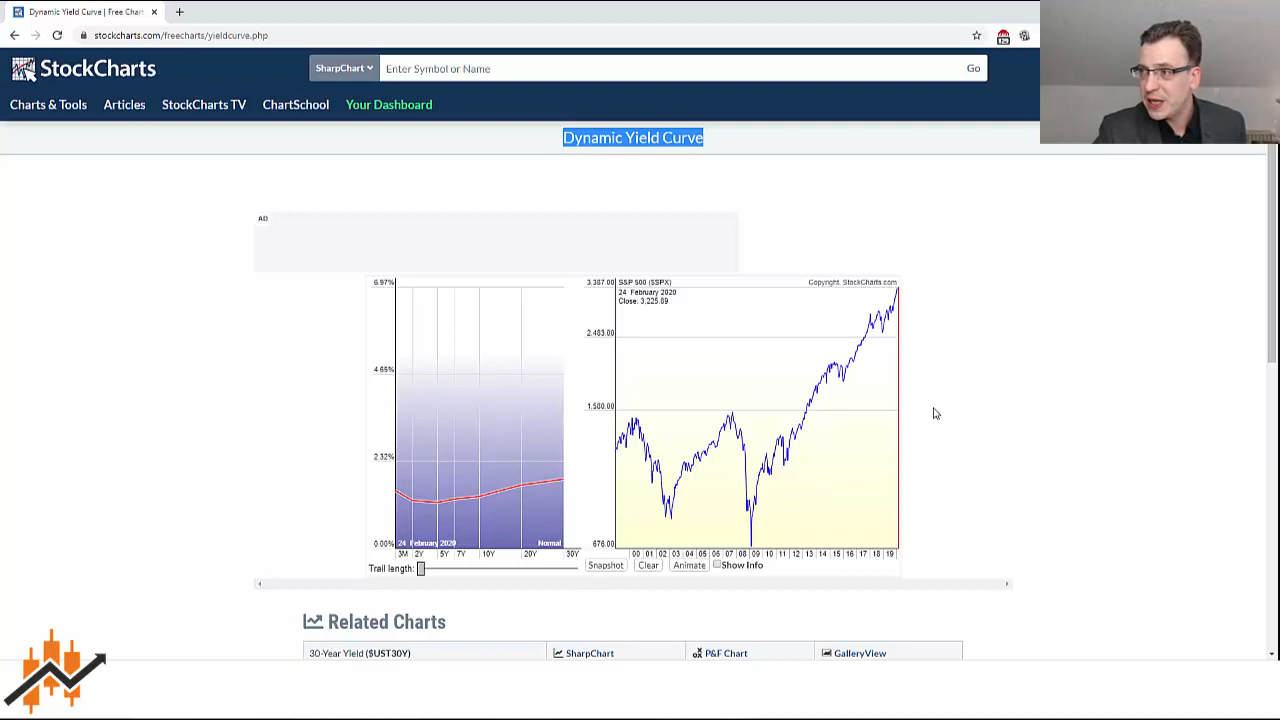 Dynamic Yield Curve | Free Char
stockcharts.com/freecharts/yieldcurve.php
StockCharts
SharpChart
Enter Symbol or Name
Go
Charts & Tools Articles StockCharts TV ChartSchool Your Dashboard
Dynamic Yield Curve
AD
6.97%
4.65%
2.32%
0.00%
24 February 2020 Normal
3M 2Y 5Y 7Y 10Y 20Y 30Y
Trail length:
3,387.00 S&P 500 ($SPX) Copyright, StockCharts.com
24 February 2020
Close: 3,225.89
2,483.00
1,580.00
676.00
00 01 02 03 04 05 06 07 08 09 10 11 12 13 14 15 16 17 18 19
Snapshot Clear Animate Show Info
Related Charts
30-Year Yield ($UST30Y) SharpChart P&F Chart GalleryView